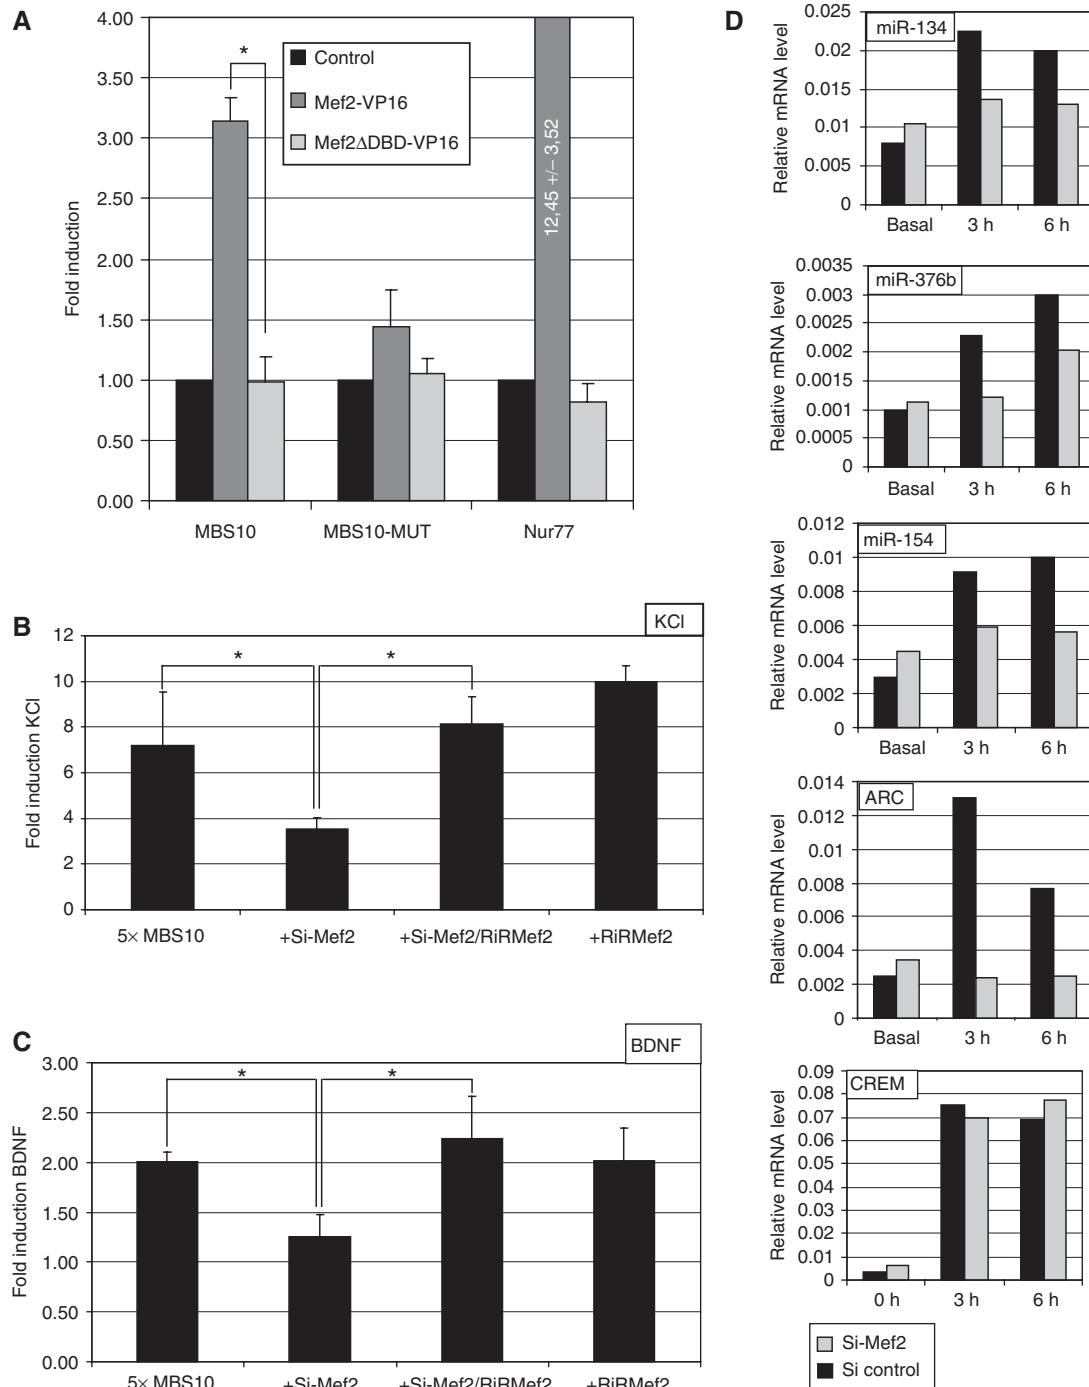 A
4.00
3.50
3.00
2.50
2.00
1.50
1.00
0.50
0.00
Fold induction
*
Control
Mef2-VP16
Mef2ΔDBD-VP16
12,45 +/− 3,52
MBS10
MBS10-MUT
Nur77
B
KCl
12
10
8
6
4
2
0
Fold induction KCl
*
*
5× MBS10
+Si-Mef2
+Si-Mef2/RiRMef2
+RiRMef2
C
BDNF
3.00
2.50
2.00
1.50
1.00
0.50
0.00
Fold induction BDNF
*
*
5× MBS10
+Si-Mef2
+Si-Mef2/RiRMef2
+RiRMef2
D
miR-134
0.025
0.02
0.015
0.01
0.005
0
Relative mRNA level
Basal
3 h
6 h
miR-376b
0.0035
0.003
0.0025
0.002
0.0015
0.001
0.0005
0
Relative mRNA level
Basal
3 h
6 h
miR-154
0.012
0.01
0.008
0.006
0.004
0.002
0
Relative mRNA level
Basal
3 h
6 h
ARC
0.014
0.012
0.01
0.008
0.006
0.004
0.002
0
Relative mRNA level
Basal
3 h
6 h
CREM
0.09
0.08
0.07
0.06
0.05
0.04
0.03
0.02
0.01
0
Relative mRNA level
0 h
3 h
6 h
Si-Mef2
Si control